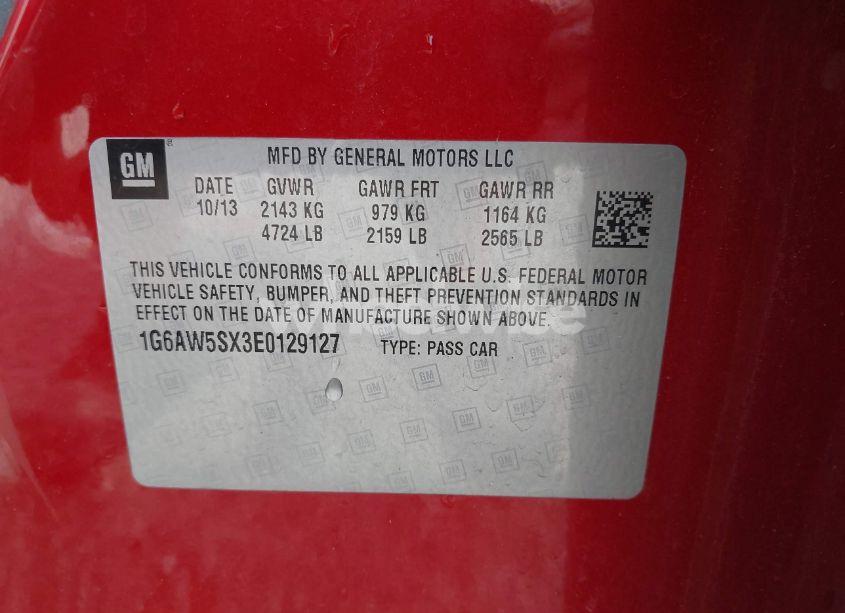 GM
MFD BY GENERAL MOTORS LLC
DATE GVWR GAWR FRT GAWR RR
10/13 2143 KG 979 KG 1164 KG
4724 LB 2159 LB 2565 LB
THIS VEHICLE CONFORMS TO ALL APPLICABLE U.S. FEDERAL MOTOR
VEHICLE SAFETY, BUMPER, AND THEFT PREVENTION STANDARDS IN
EFFECT ON THE DATE OF MANUFACTURE SHOWN ABOVE.
1G6AW5SX3E0129127 TYPE: PASS CAR